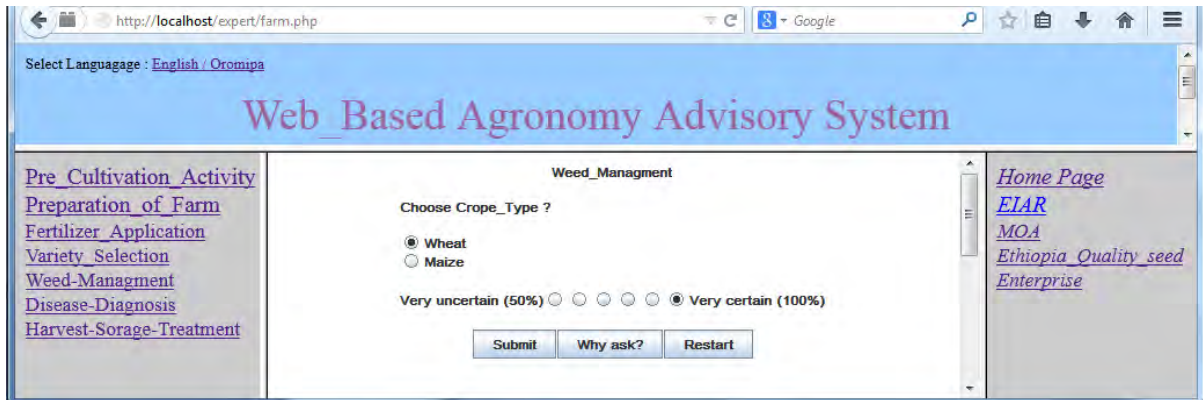 http://localhost/expert/farm.php
Google
Select Languagage : English / Oromipa
Web_Based Agronomy Advisory System
Pre_Cultivation_Activity
Preparation_of_Farm
Fertilizer_Application
Variety_Selection
Weed-Managment
Disease-Diagnosis
Harvest-Sorage-Treatment
Weed_Managment
Choose Crope_Type ?
Wheat
Maize
Very uncertain (50%) Very certain (100%)
Submit Why ask? Restart
Home Page
EIAR
MOA
Ethiopia_Quality_seed
Enterprise